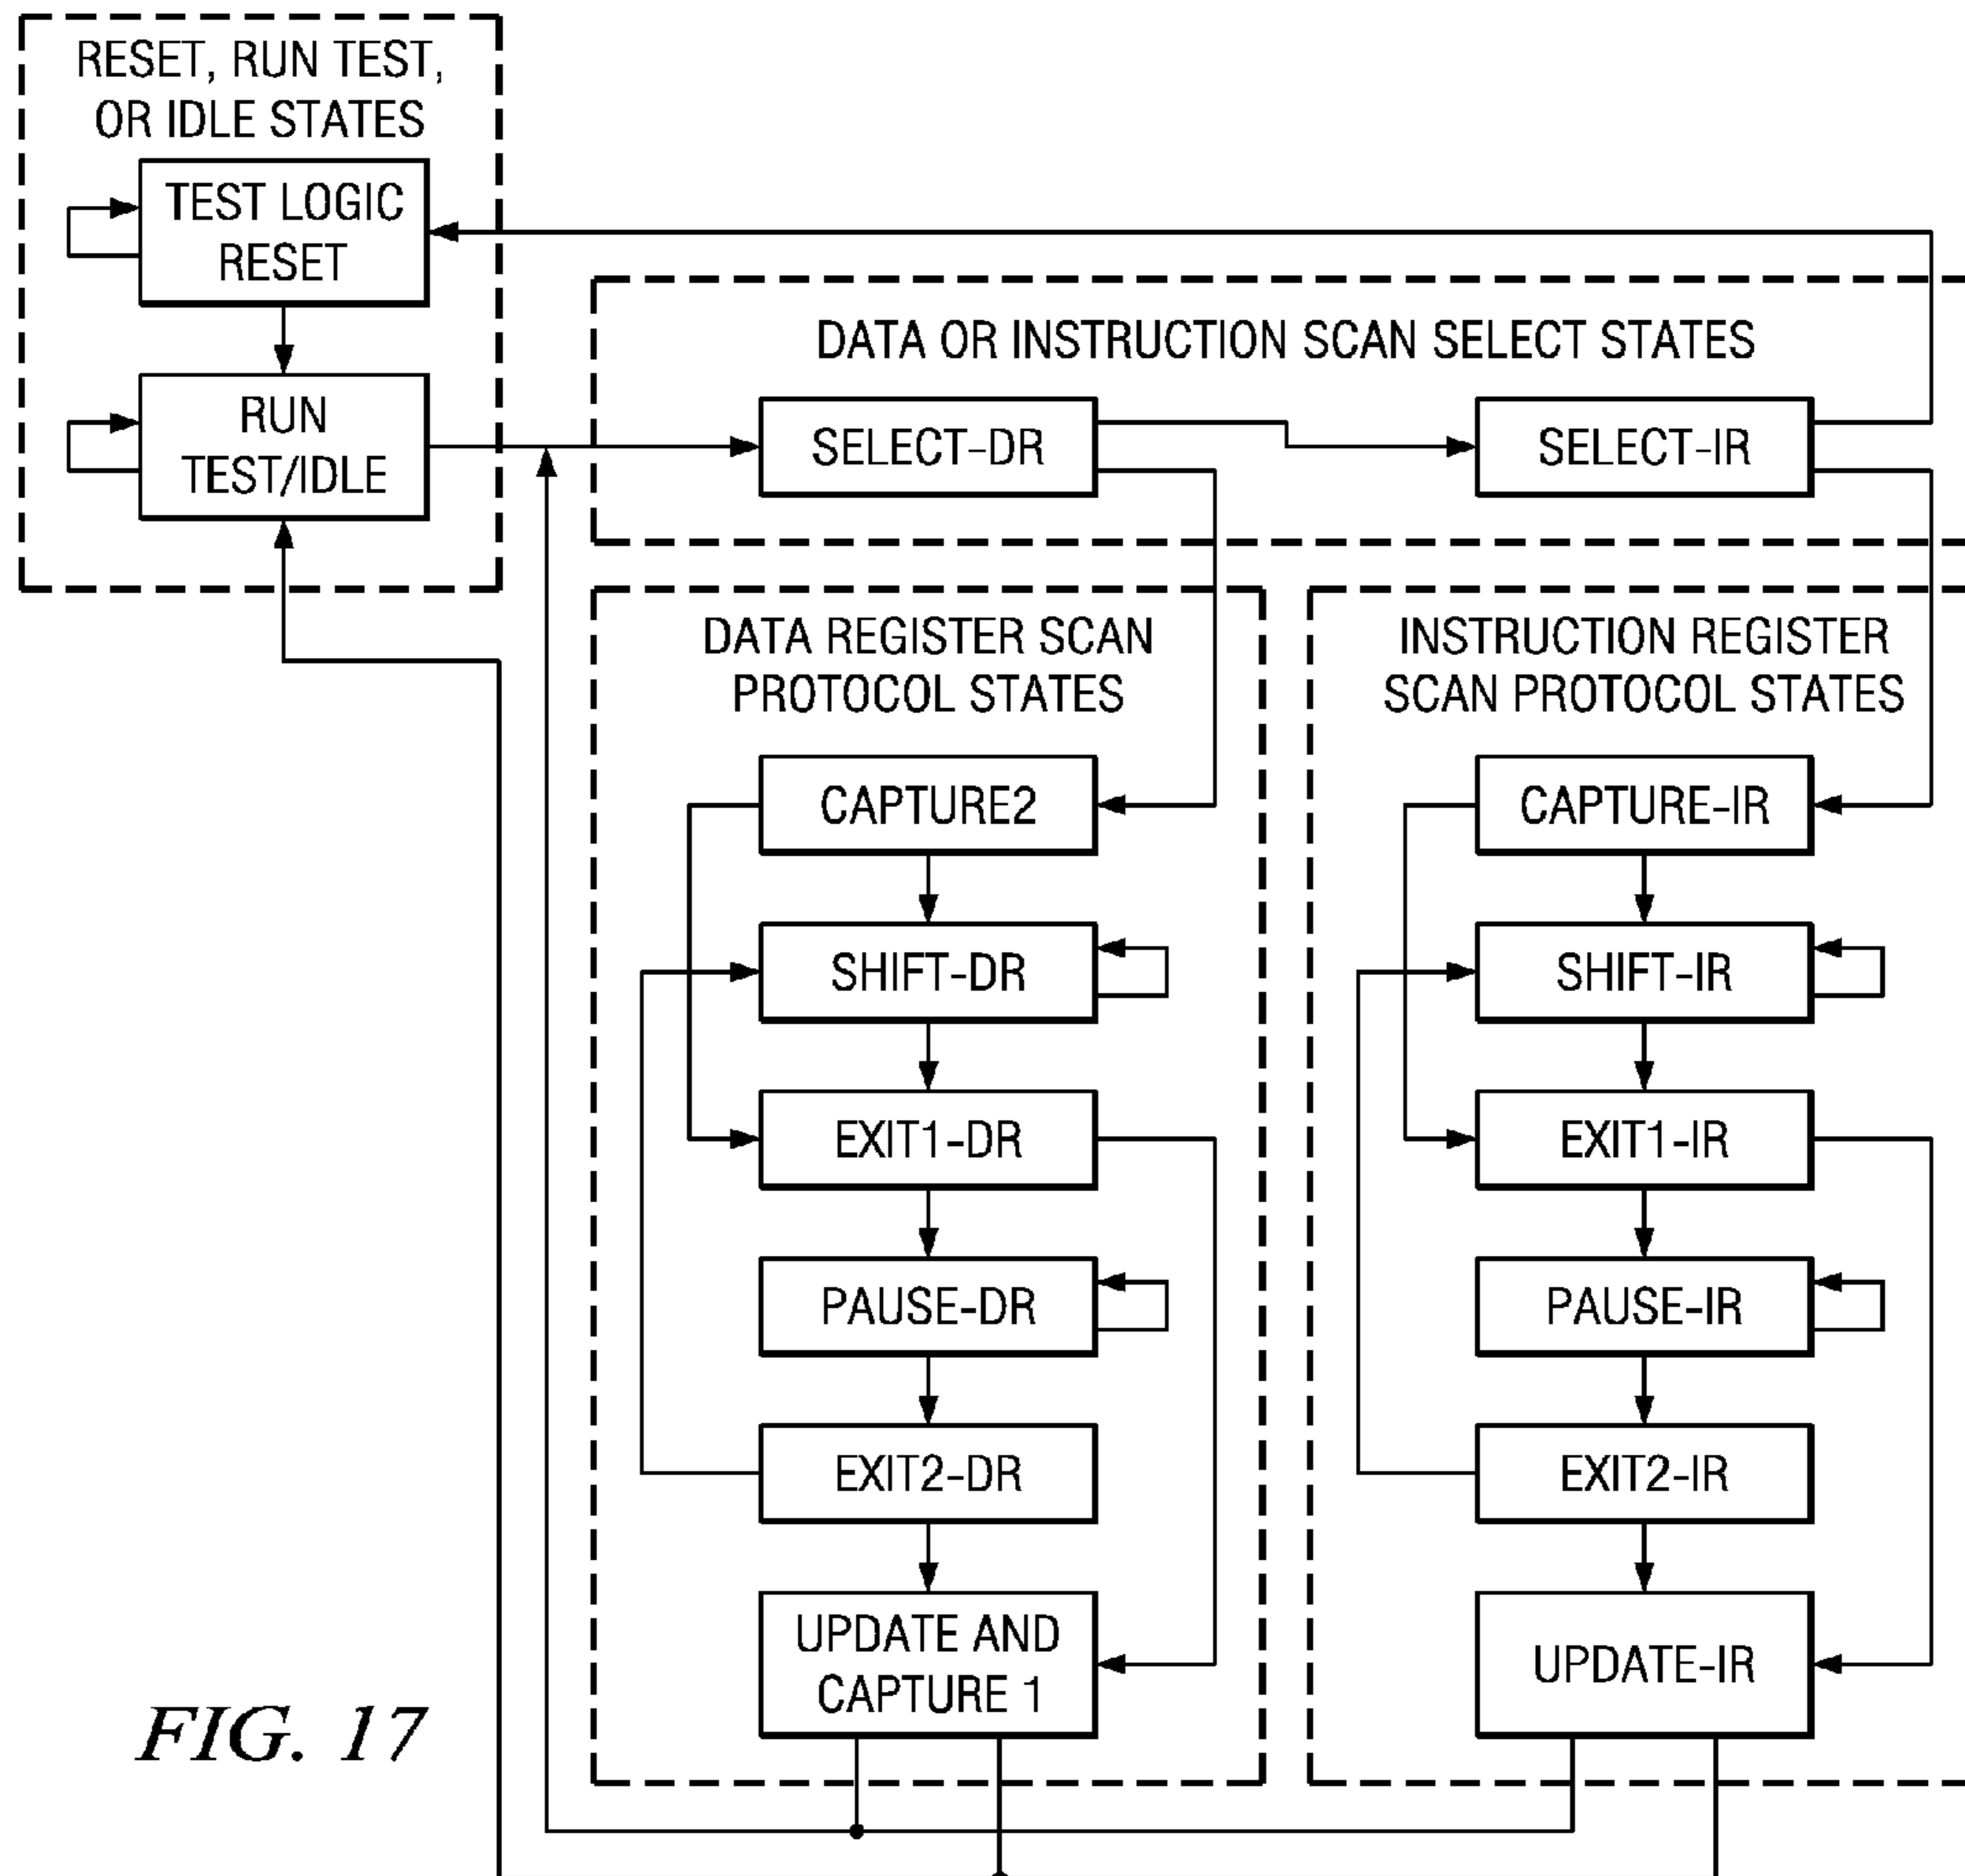 RESET, RUN TEST,
OR IDLE STATES
TEST LOGIC
RESET
RUN
TEST/IDLE
DATA OR INSTRUCTION SCAN SELECT STATES
SELECT-DR
SELECT-IR
DATA REGISTER SCAN
PROTOCOL STATES
CAPTURE2
SHIFT-DR
EXIT1-DR
PAUSE-DR
EXIT2-DR
UPDATE AND
CAPTURE 1
INSTRUCTION REGISTER
SCAN PROTOCOL STATES
CAPTURE-IR
SHIFT-IR
EXIT1-IR
PAUSE-IR
EXIT2-IR
UPDATE-IR
FIG. 17